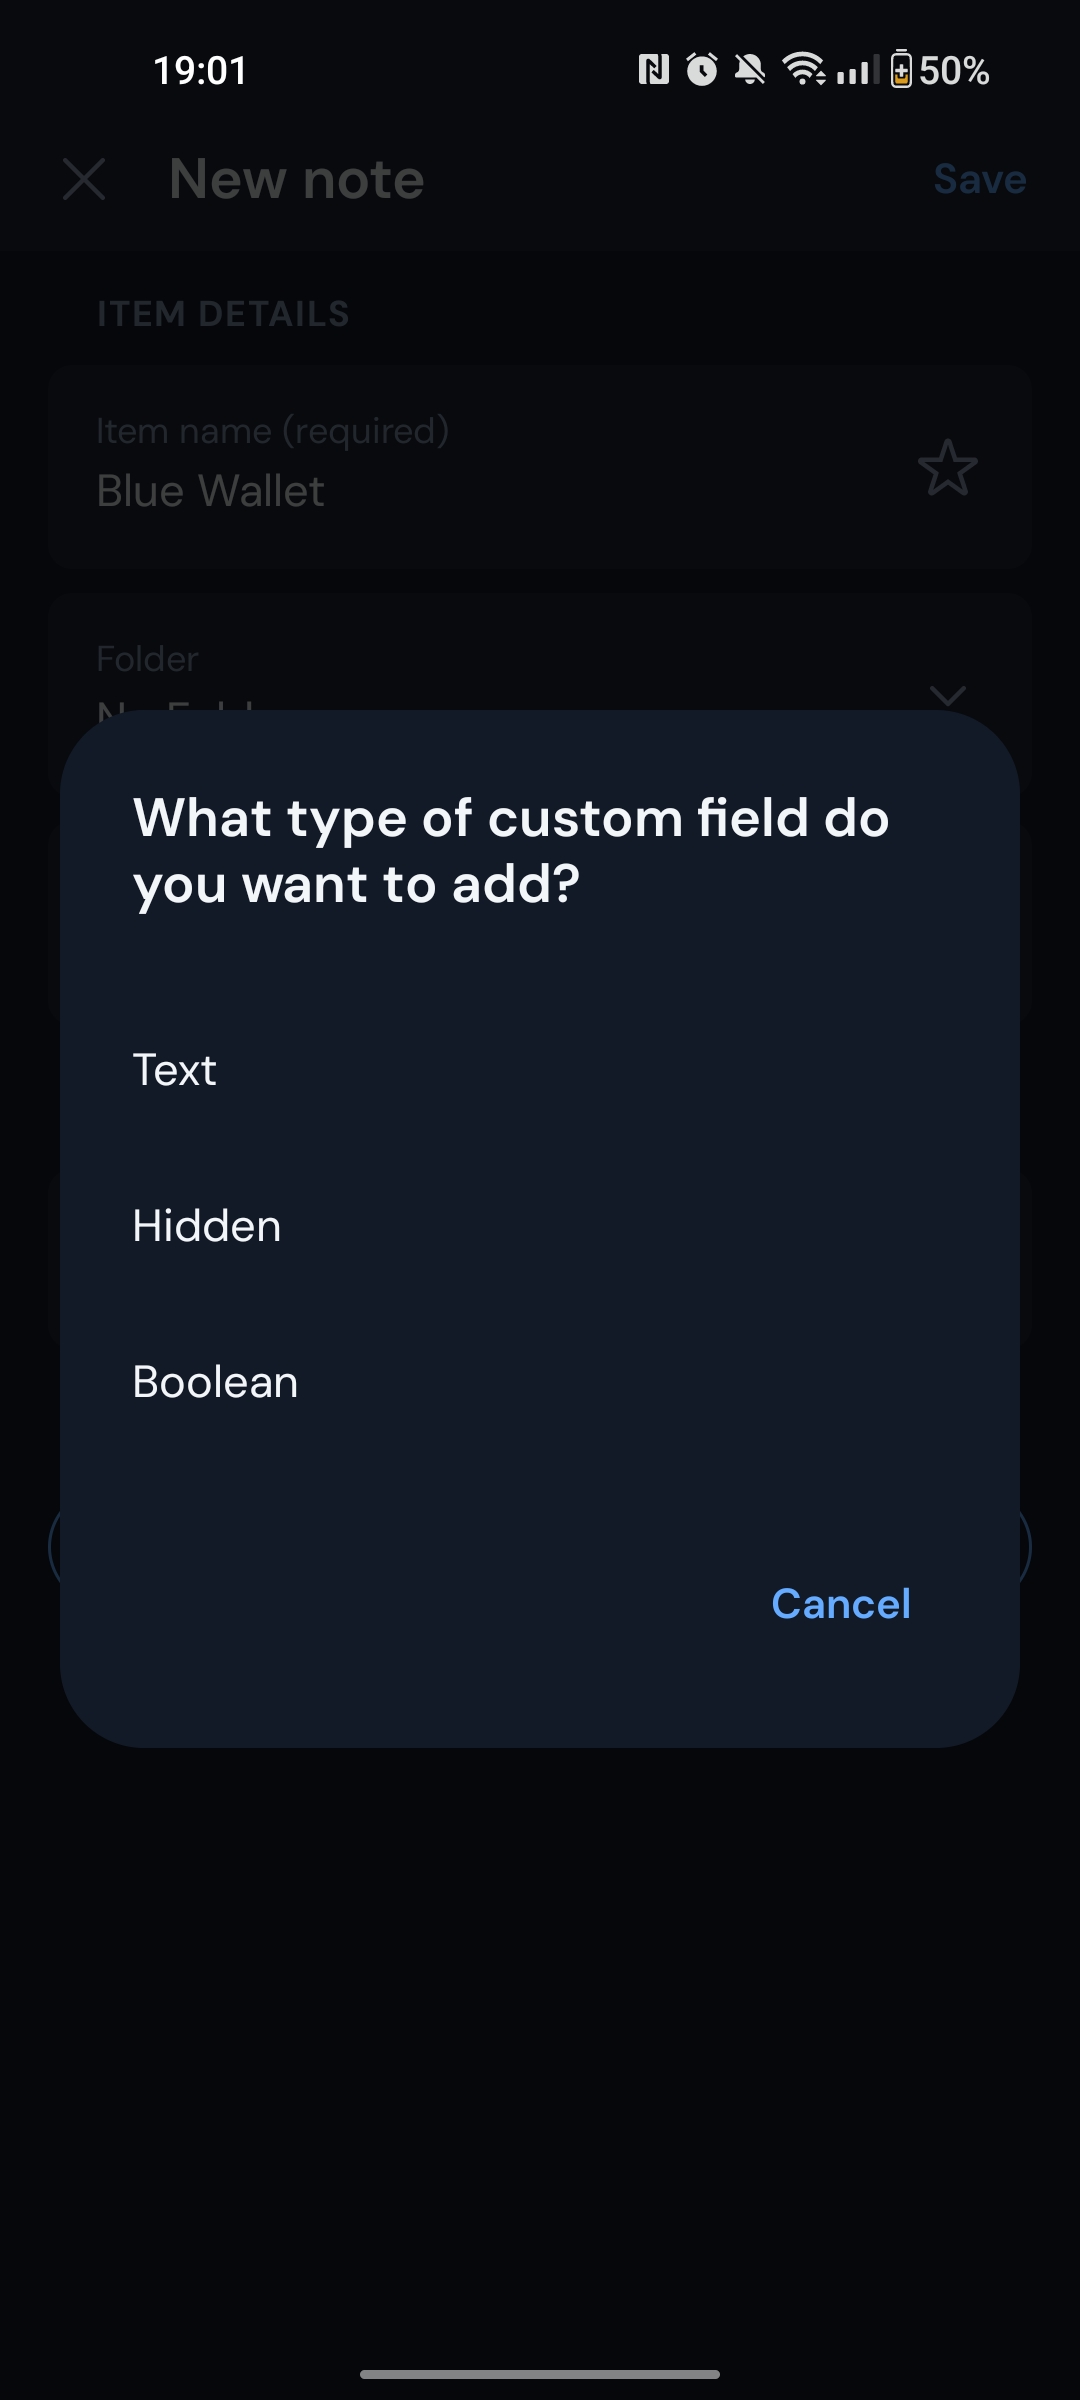 19:01
50%
New note
Save
ITEM DETAILS
Item name (required)
Blue Wallet
Folder
What type of custom field do
you want to add?
Text
Hidden
Boolean
Cancel